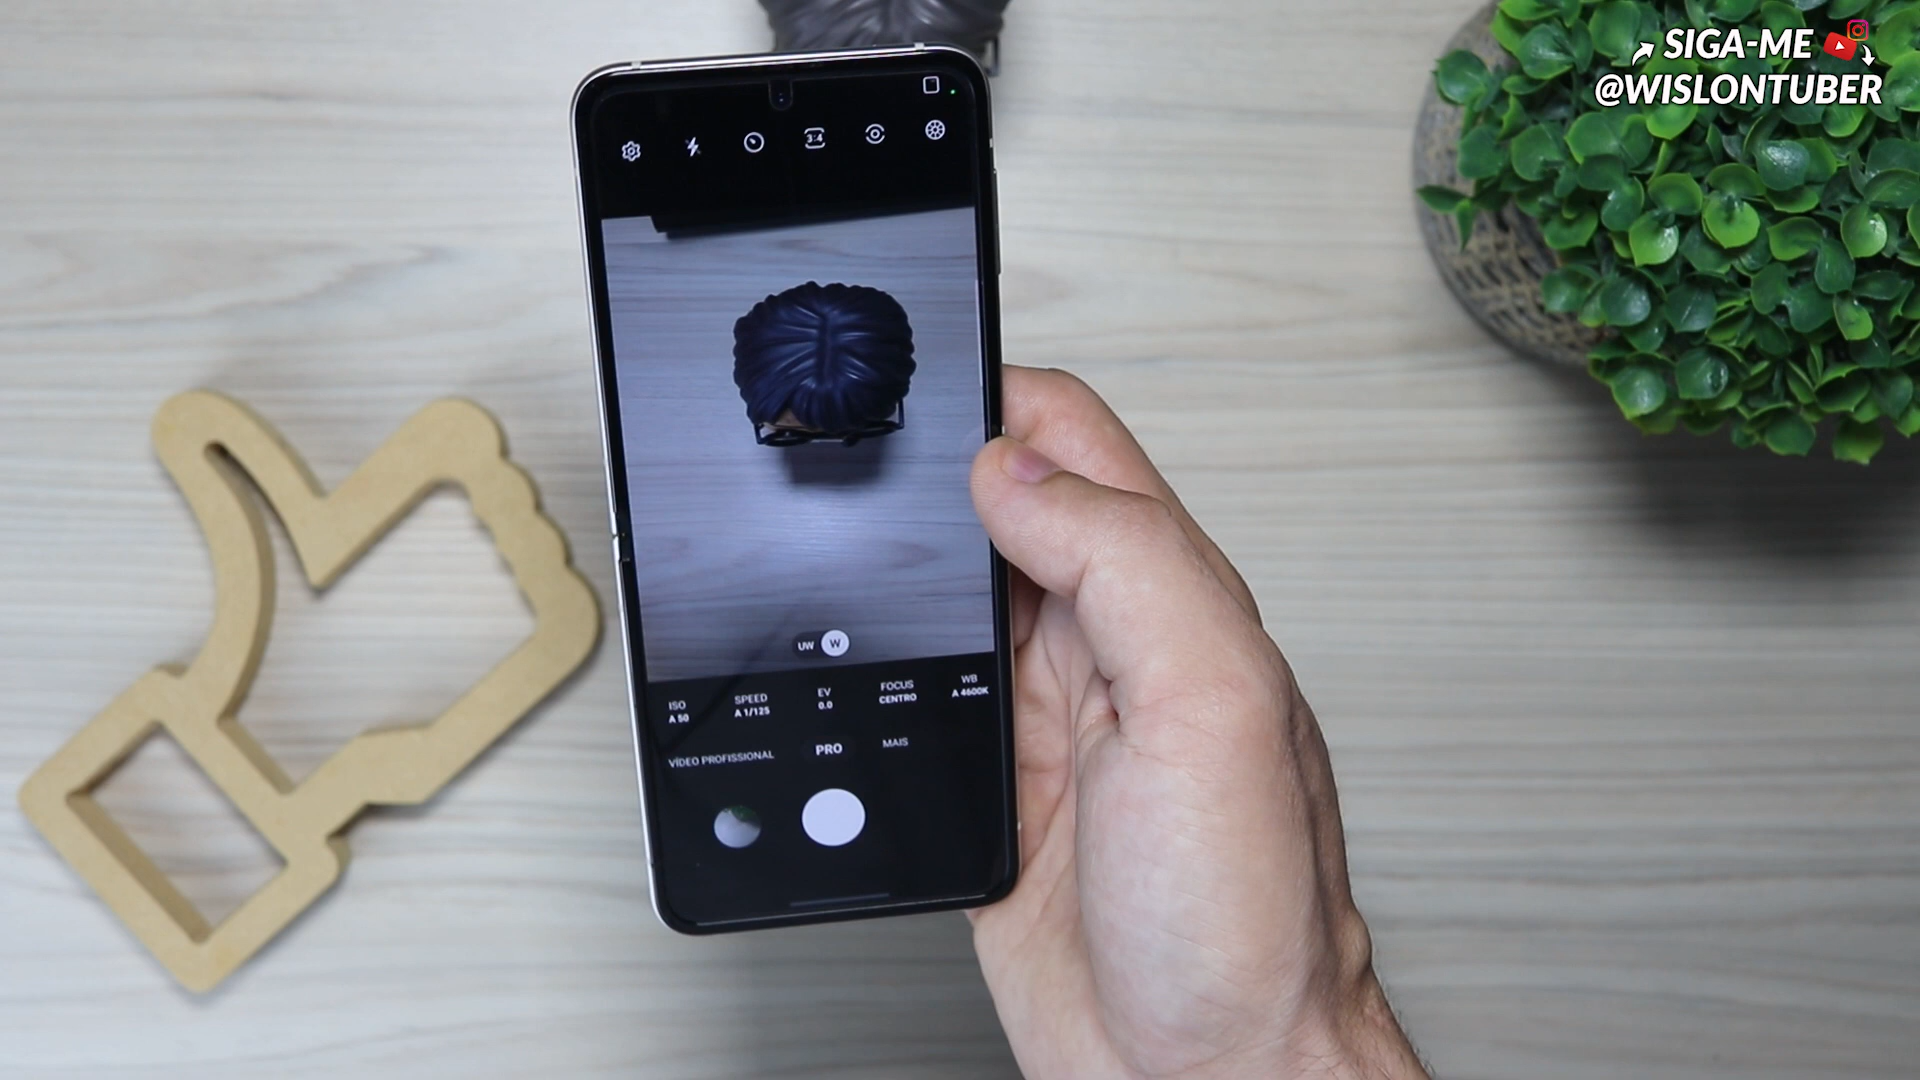 SIGA-ME
@WISLONTUBER
3:4
UW W
ISO
A 50
SPEED
A 1/125
EV
0.0
FOCUS
CENTRO
WB
A 4600K
VÍDEO PROFISSIONAL
PRO
MAIS